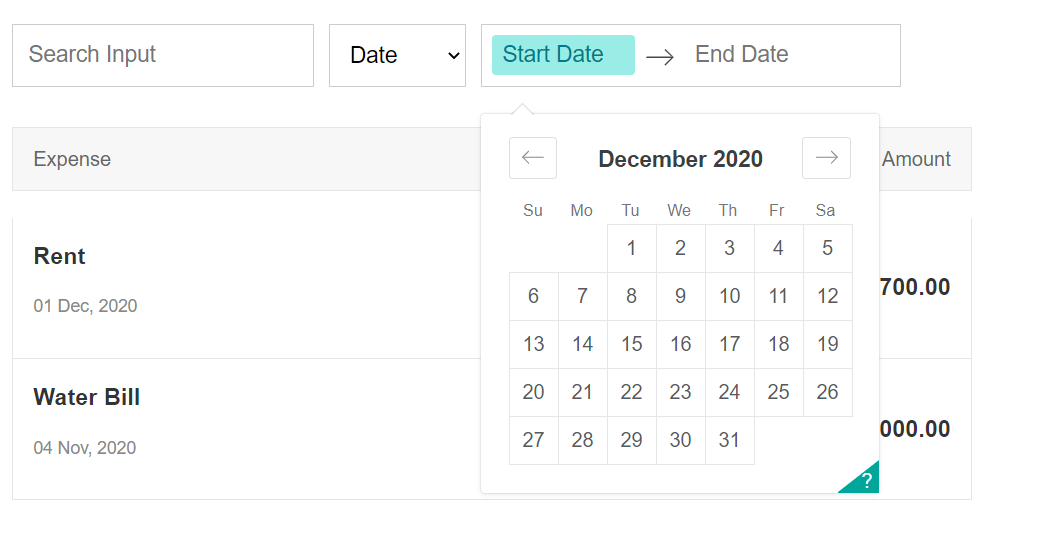 Search Input Date Start Date → End Date
← December 2020 →
Expense Amount
Su Mo Tu We Th Fr Sa
1 2 3 4 5
Rent
01 Dec, 2020
700.00
6 7 8 9 10 11 12
13 14 15 16 17 18 19
Water Bill
04 Nov, 2020
000.00
20 21 22 23 24 25 26
27 28 29 30 31
?